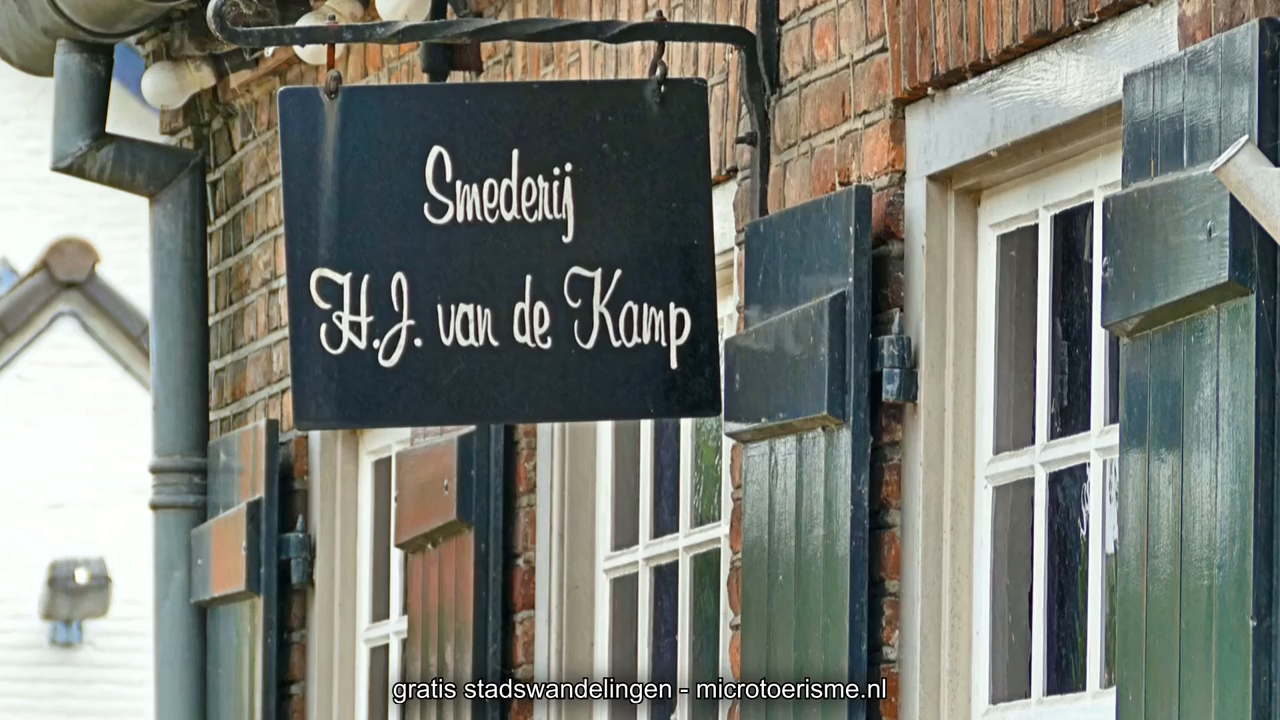 Smederij
H.J. van de Kamp
gratis stadswandelingen - microtoerisme.nl